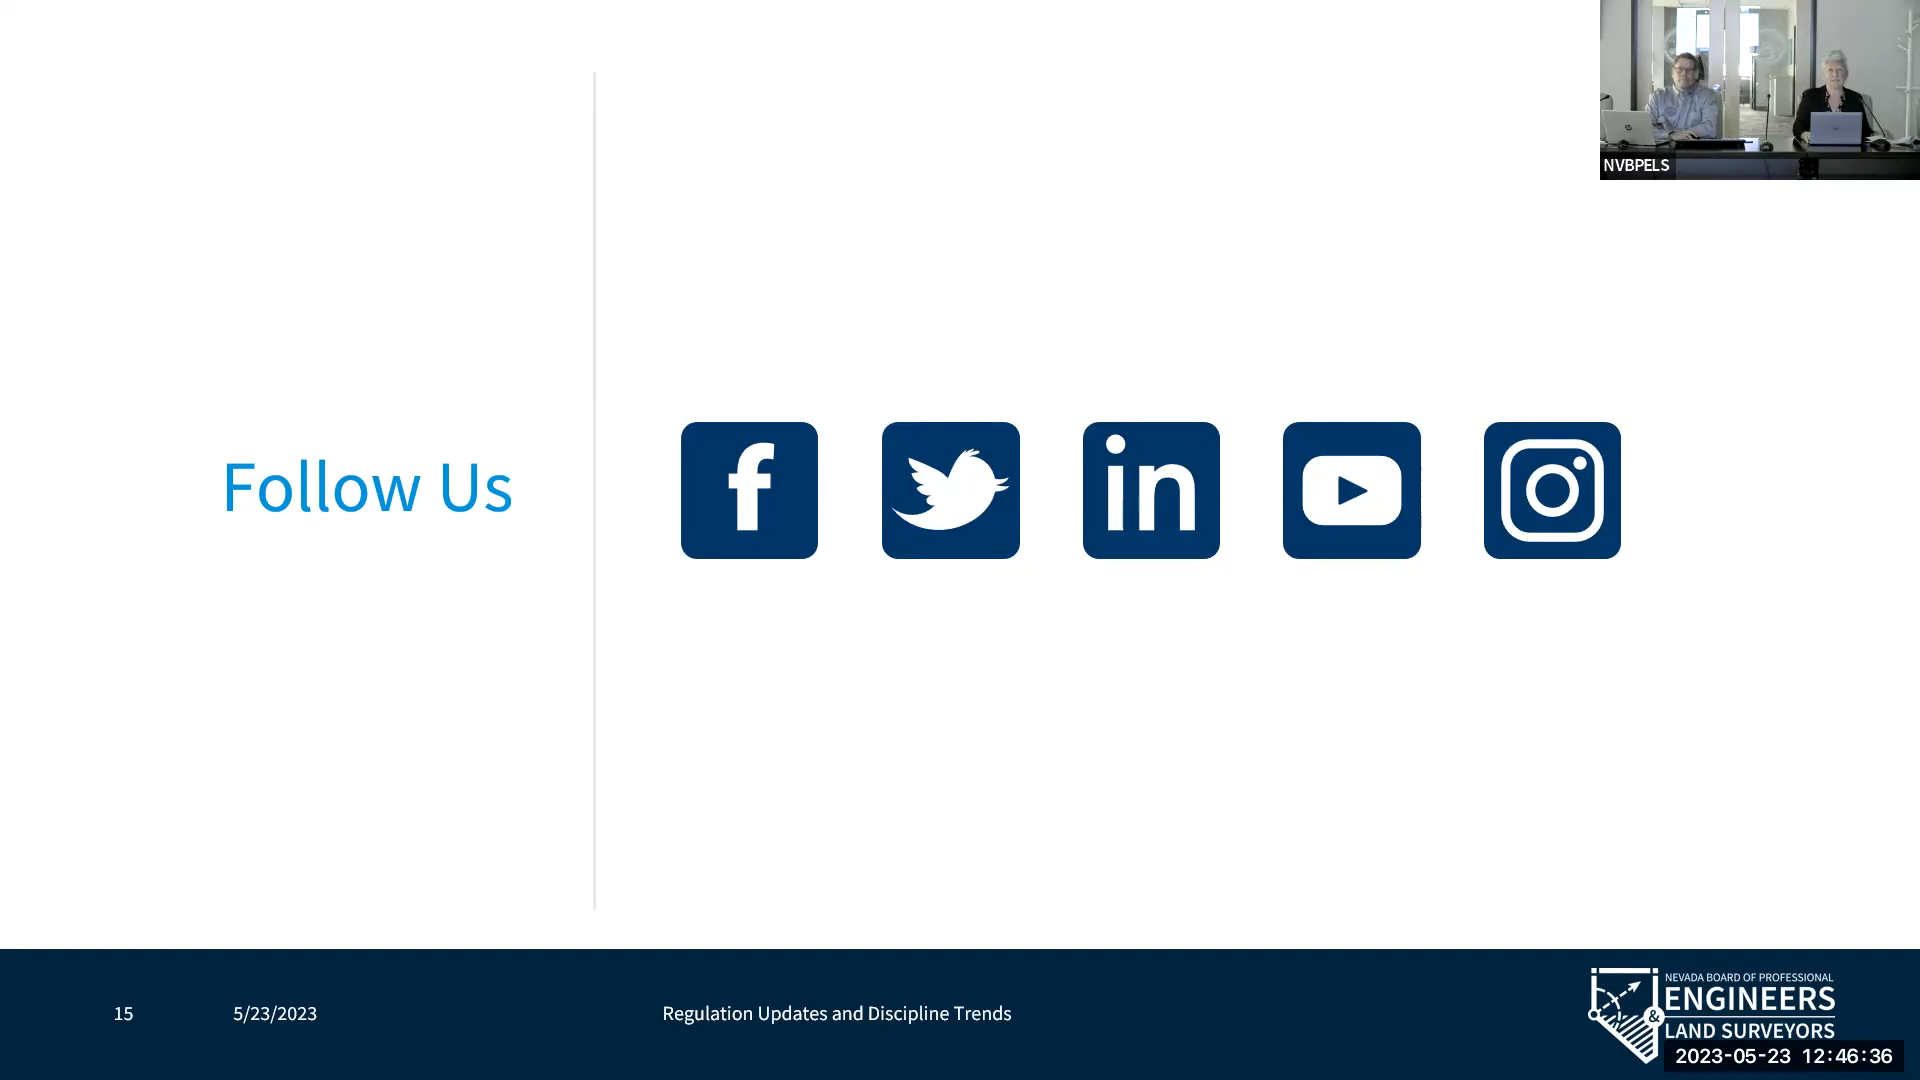 NVBPELS
Follow Us
f
in
15
5/23/2023
Regulation Updates and Discipline Trends
NEVADA BOARD OF PROFESSIONAL
ENGINEERS
&
LAND SURVEYORS
2023-05-23 12:46:36